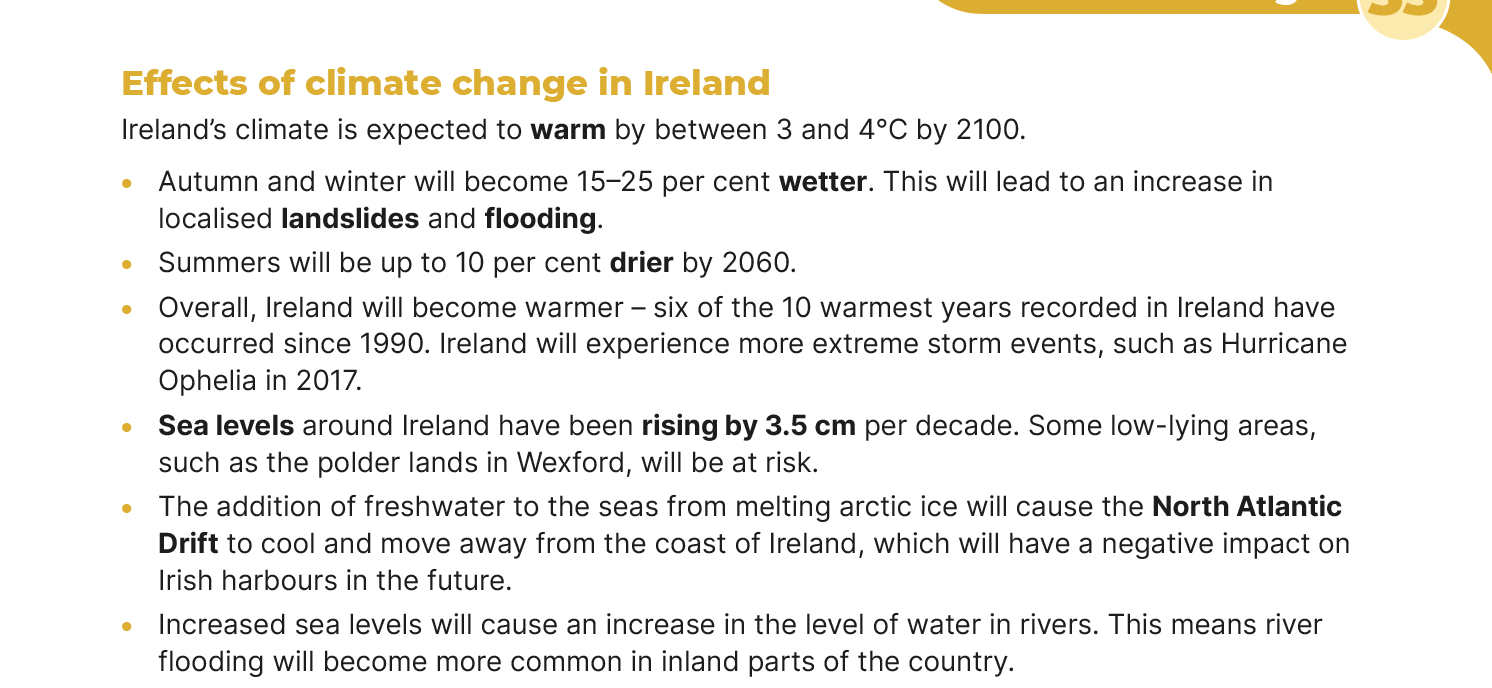 Effects of climate change in Ireland
Ireland’s climate is expected to warm by between 3 and 4°C by 2100.
• Autumn and winter will become 15–25 per cent wetter. This will lead to an increase in
localised landslides and flooding.
• Summers will be up to 10 per cent drier by 2060.
• Overall, Ireland will become warmer – six of the 10 warmest years recorded in Ireland have
occurred since 1990. Ireland will experience more extreme storm events, such as Hurricane
Ophelia in 2017.
• Sea levels around Ireland have been rising by 3.5 cm per decade. Some low-lying areas,
such as the polder lands in Wexford, will be at risk.
• The addition of freshwater to the seas from melting arctic ice will cause the North Atlantic
Drift to cool and move away from the coast of Ireland, which will have a negative impact on
Irish harbours in the future.
• Increased sea levels will cause an increase in the level of water in rivers. This means river
flooding will become more common in inland parts of the country.